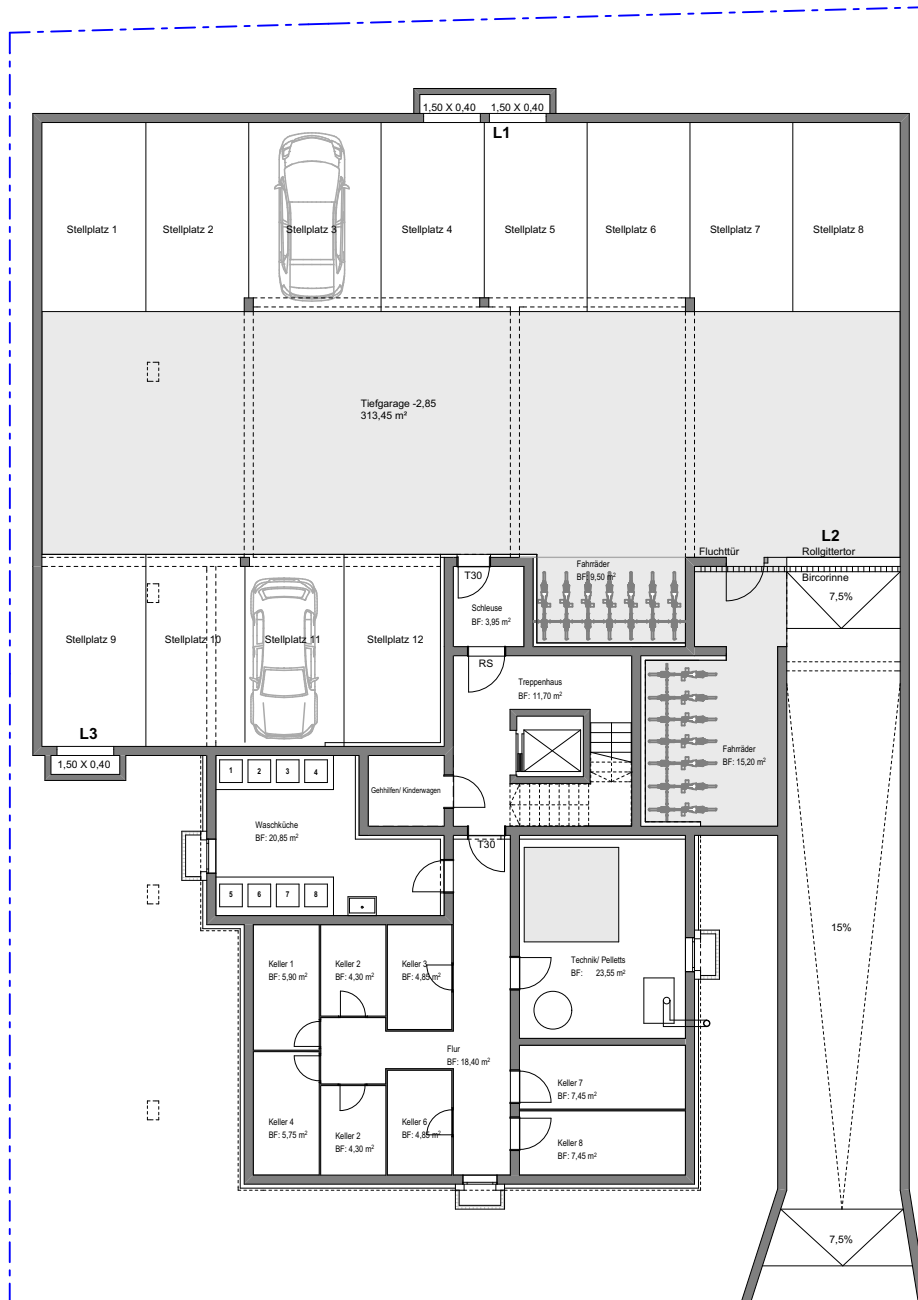 1,50 X 0,40
1,50 X 0,40
L1
Stellplatz 1
Stellplatz 2
Stellplatz 3
Stellplatz 4
Stellplatz 5
Stellplatz 6
Stellplatz 7
Stellplatz 8
Tiefgarage -2,85
313,45 m²
L2
Fluchttür
Rollgittertor
Bircorinne
7,5%
Fahrräder
BF: 9,50 m²
T30
Schleuse
BF: 3,95 m²
Stellplatz 9
Stellplatz 10
Stellplatz 11
Stellplatz 12
RS
Treppenhaus
BF: 11,70 m²
L3
1,50 X 0,40
Fahrräder
BF: 15,20 m²
1
2
3
4
Gehhilfen/ Kinderwagen
Waschküche
BF: 20,85 m²
T30
5
6
7
8
15%
Keller 1
BF: 5,90 m²
Keller 2
BF: 4,30 m²
Keller 3
BF: 4,85 m²
Technik/ Pelletts
BF: 23,55 m²
Flur
BF: 18,40 m²
Keller 7
BF: 7,45 m²
Keller 4
BF: 5,75 m²
Keller 2
BF: 4,30 m²
Keller 6
BF: 4,85 m²
Keller 8
BF: 7,45 m²
7,5%